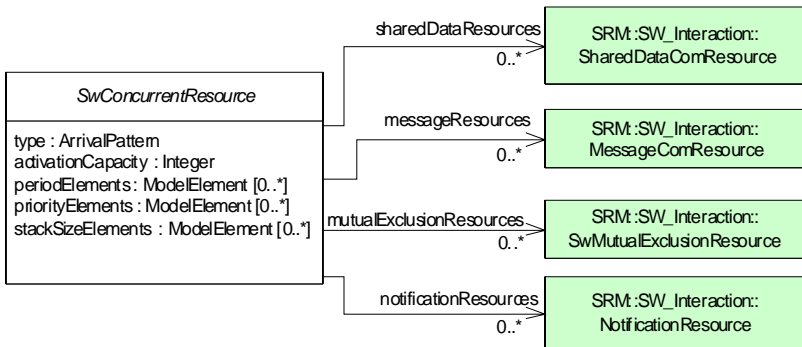 sharedDataResources
0..*
SRM::SW_Interaction::
SharedDataComResource
SwConcurrentResource
type : ArrivalPattern
activationCapacity : Integer
periodElements : ModelElement [0..*]
priorityElements : ModelElement [0..*]
stackSizeElements : ModelElement [0..*]
messageResources
0..*
SRM::SW_Interaction::
MessageComResource
mutualExclusionResources
0..*
SRM::SW_Interaction::
SwMutualExclusionResource
notificationResources
0..*
SRM::SW_Interaction::
NotificationResource